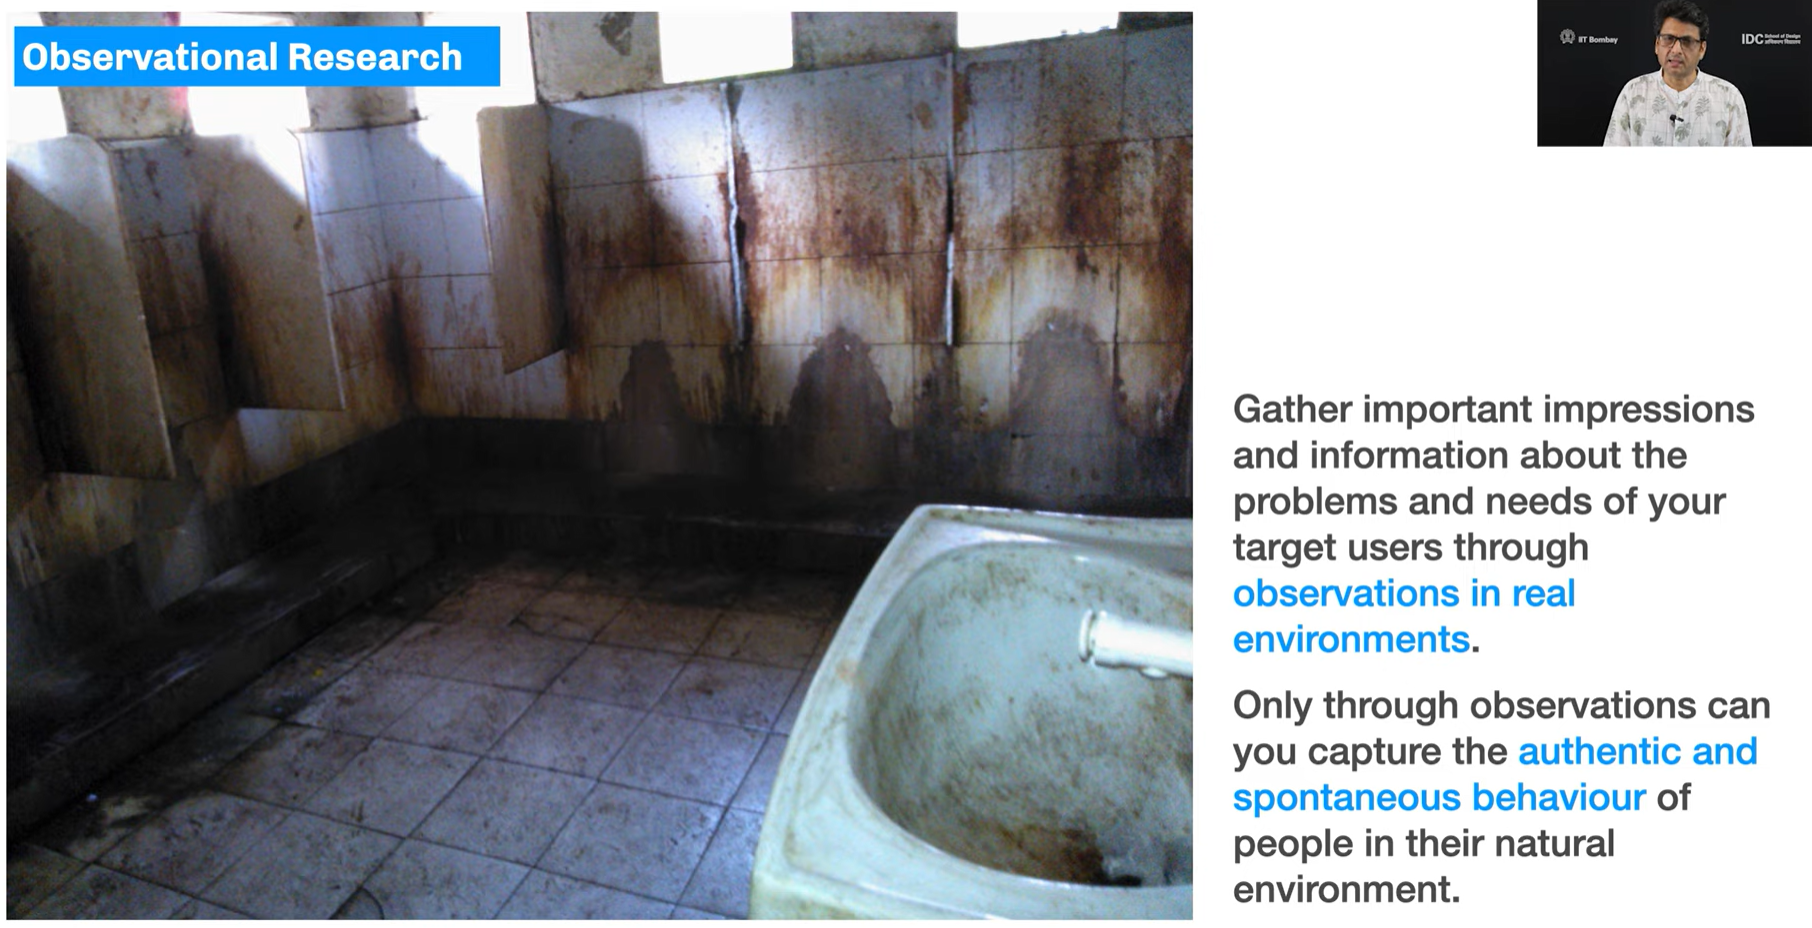 Observational Research
IIT Bombay
IDC School of Design
Gather important impressions
and information about the
problems and needs of your
target users through
observations in real
environments.
Only through observations can
you capture the authentic and
spontaneous behaviour of
people in their natural
environment.